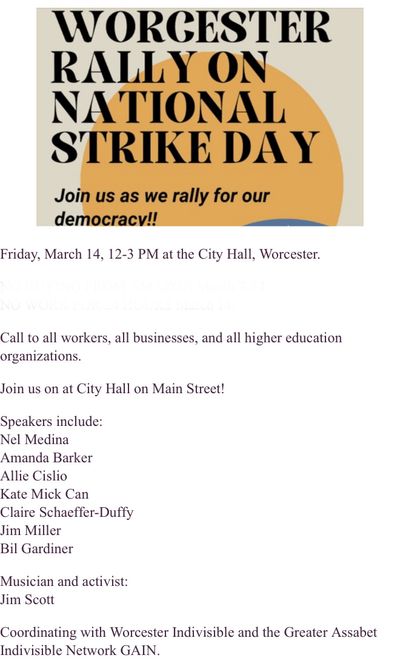 WORCESTER
RALLY ON
NATIONAL
STRIKE DAY
Join us as we rally for our
democracy!!
Friday, March 14, 12-3 PM at the City Hall, Worcester.
NO WORK FOR 24 HOURS March 14
Call to all workers, all businesses, and all higher education
organizations.
Join us on at City Hall on Main Street!
Speakers include:
Nel Medina
Amanda Barker
Allie Cislio
Kate Mick Can
Claire Schaeffer-Duffy
Jim Miller
Bil Gardiner
Musician and activist:
Jim Scott
Coordinating with Worcester Indivisible and the Greater Assabet
Indivisible Network GAIN.